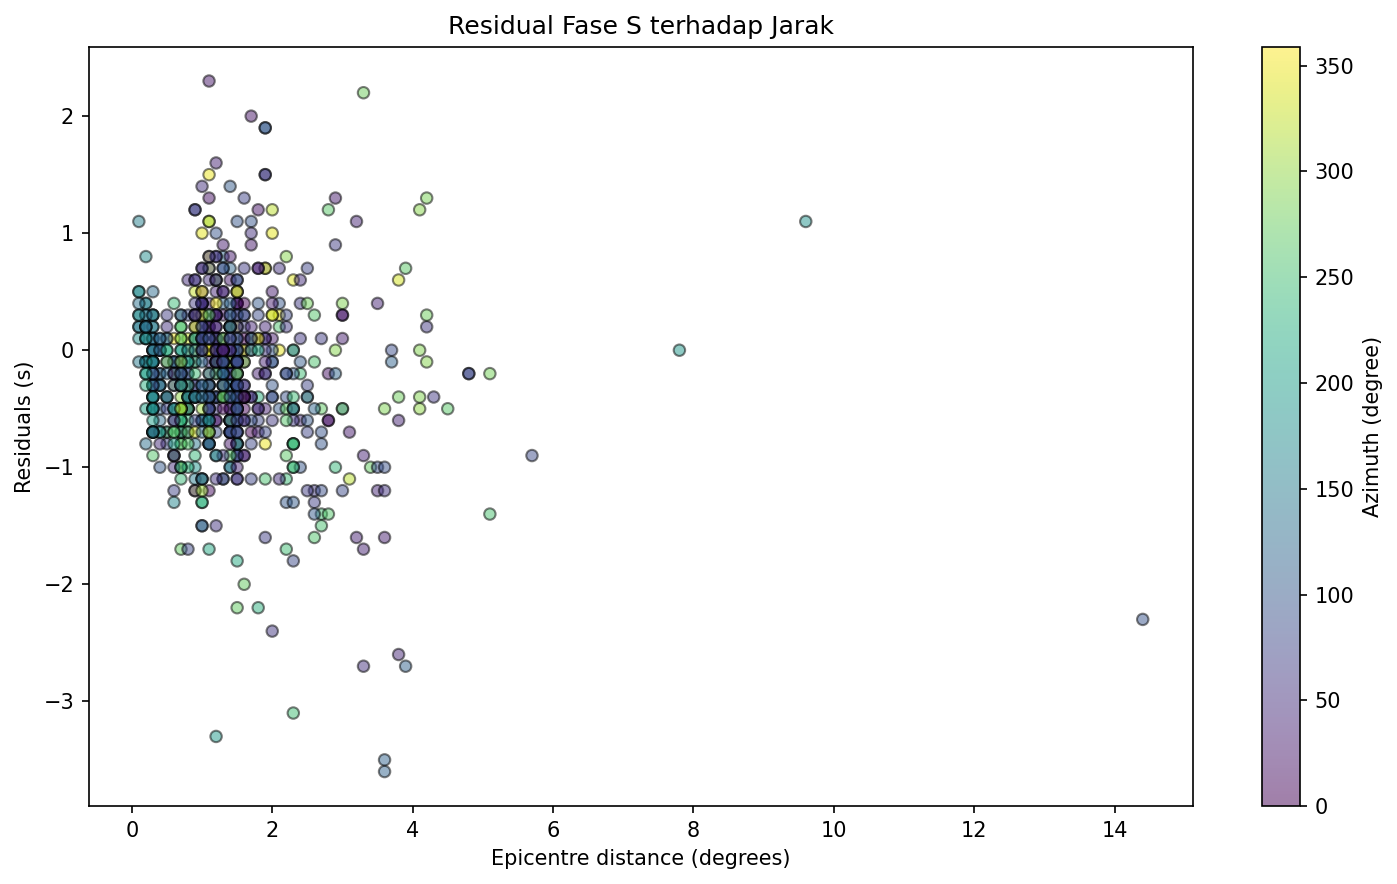 Residual Fase S terhadap Jarak
Residuals (s)
2
1
0
−1
−2
−3
0 2 4 6 8 10 12 14
Epicentre distance (degrees)
350
300
250
200
150
100
50
0
Azimuth (degree)